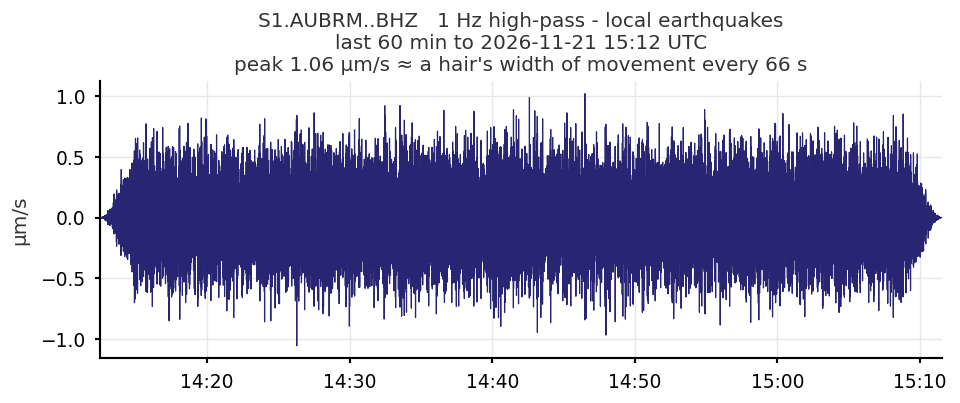 S1.AUBRM..BHZ   1 Hz high-pass - local earthquakes
last 60 min to 2026-11-21 15:12 UTC
peak 1.06 µm/s ≈ a hair's width of movement every 66 s
1.0
0.5
0.0
−0.5
−1.0
µm/s
14:20
14:30
14:40
14:50
15:00
15:10